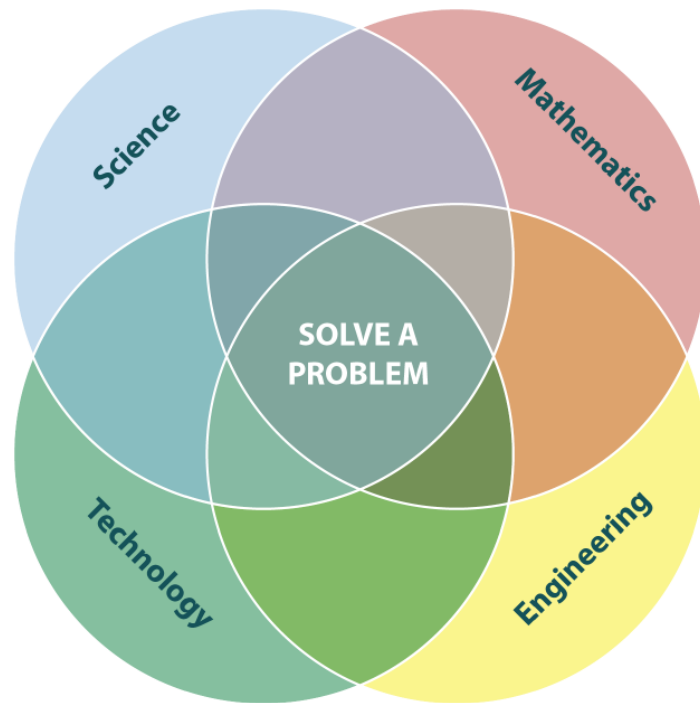 Science
Mathematics
SOLVE A
PROBLEM
Technology
Engineering